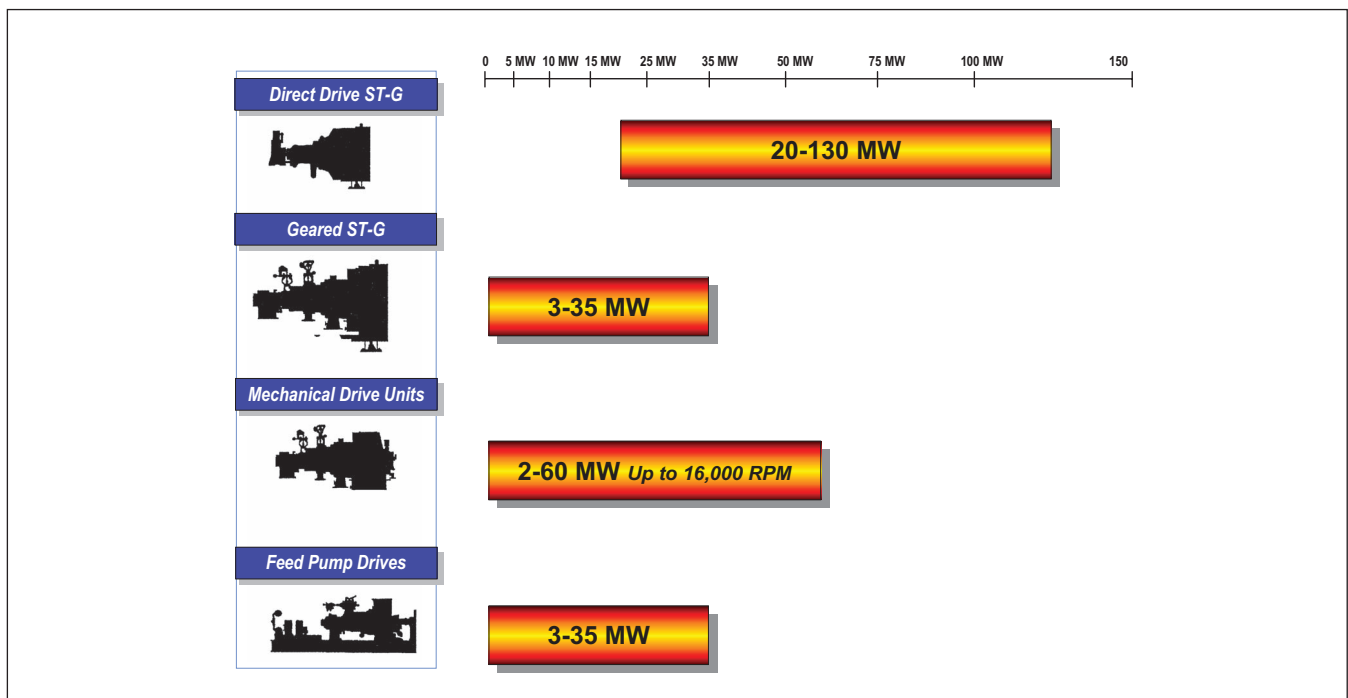 0 5 MW 10 MW 15 MW 25 MW 35 MW 50 MW 75 MW 100 MW 150
Direct Drive ST-G
20-130 MW
Geared ST-G
3-35 MW
Mechanical Drive Units
2-60 MW Up to 16,000 RPM
Feed Pump Drives
3-35 MW